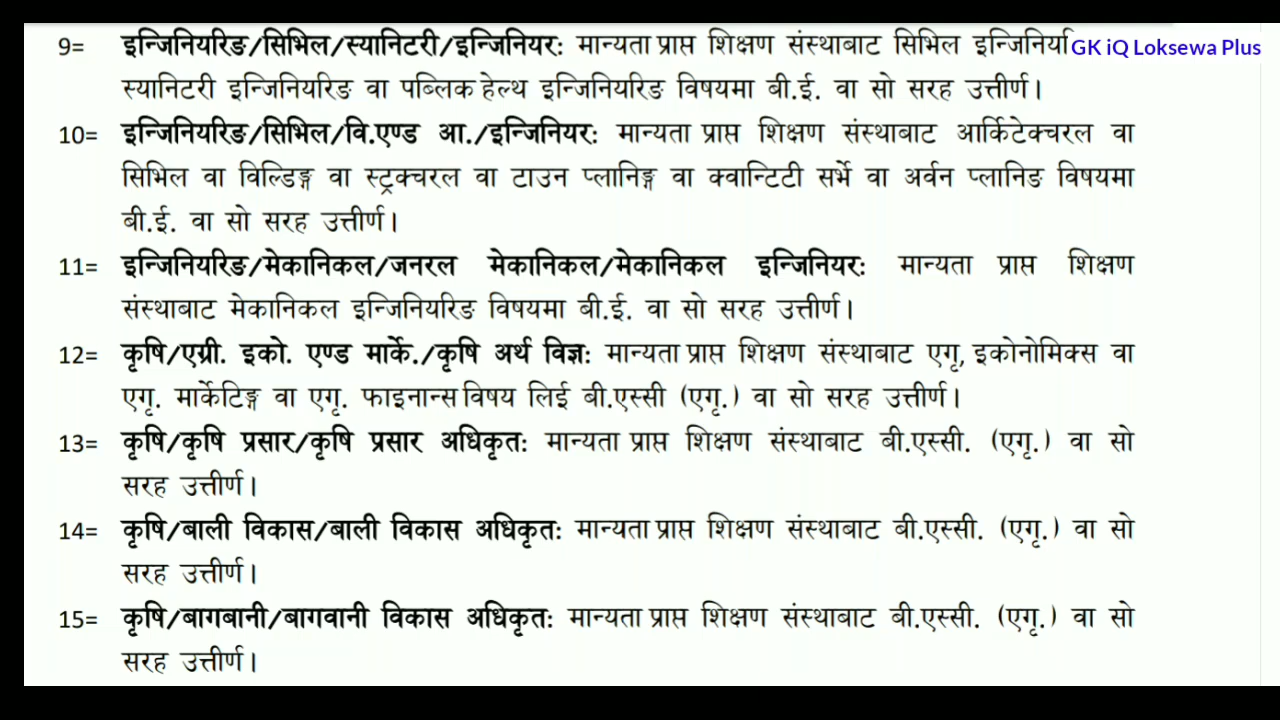 9= इन्जिनियरिङ/सिभिल/स्यानिटरी/इन्जिनियर: मान्यता प्राप्त शिक्षण संस्थाबाट सिभिल
GK iQ Loksewa Plus
स्यानिटरी इन्जिनियरिङ वा पब्लिक हेल्थ इन्जिनियरिङ विषयमा बी.ई. वा सो सरह उत्तीर्ण।
10= इन्जिनियरिङ/सिभिल/वि.एण्ड आ./इन्जिनियर: मान्यता प्राप्त शिक्षण संस्थाबाट आर्किटेक्चरल वा
सिभिल वा विल्डिङ्ग वा स्ट्रक्चरल वा टाउन प्लानिङ्ग वा क्वान्टिटी सर्भे वा अर्वन प्लानिङ विषयमा
बी.ई. वा सो सरह उत्तीर्ण।
11= इन्जिनियरिङ/मेकानिकल/जनरल मेकानिकल/मेकानिकल इन्जिनियर: मान्यता प्राप्त शिक्षण
संस्थाबाट मेकानिकल इन्जिनियरिङ विषयमा बी.ई. वा सो सरह उत्तीर्ण।
12= कृषि/एग्री. इको. एण्ड मार्के./कृषि अर्थ विज्ञ: मान्यता प्राप्त शिक्षण संस्थाबाट एगृ, इकोनोमिक्स वा
एगृ. मार्केटिङ्ग वा एगृ. फाइनान्स विषय लिई बी.एस्सी (एगृ.) वा सो सरह उत्तीर्ण।
13= कृषि/कृषि प्रसार/कृषि प्रसार अधिकृत: मान्यता प्राप्त शिक्षण संस्थाबाट बी.एस्सी. (एगृ.) वा सो
सरह उत्तीर्ण।
14= कृषि/बाली विकास/बाली विकास अधिकृत: मान्यता प्राप्त शिक्षण संस्थाबाट बी.एस्सी. (एगृ.) वा सो
सरह उत्तीर्ण।
15= कृषि/बागबानी/बागवानी विकास अधिकृत: मान्यता प्राप्त शिक्षण संस्थाबाट बी.एस्सी. (एगृ.) वा सो
सरह उत्तीर्ण।